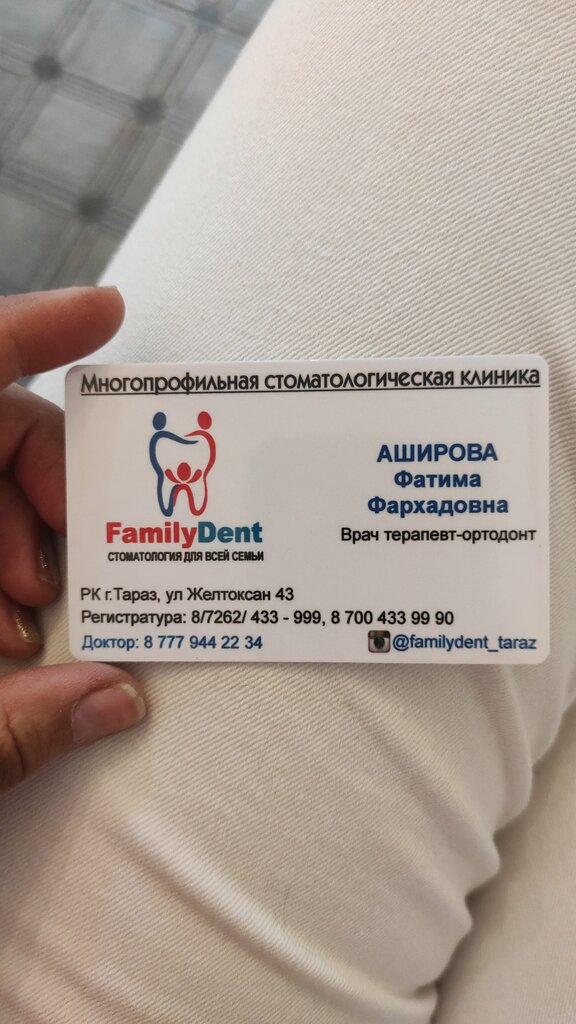 Многопрофильная стоматологическая клиника
FamilyDent
СТОМАТОЛОГИЯ ДЛЯ ВСЕЙ СЕМЬИ
АШИРОВА
Фатима
Фархадовна
Врач терапевт-ортодонт
РК г.Тараз, ул Желтоксан 43
Регистратура: 8/7262/ 433 - 999, 8 700 433 99 90
Доктор: 8 777 944 22 34
@familydent_taraz